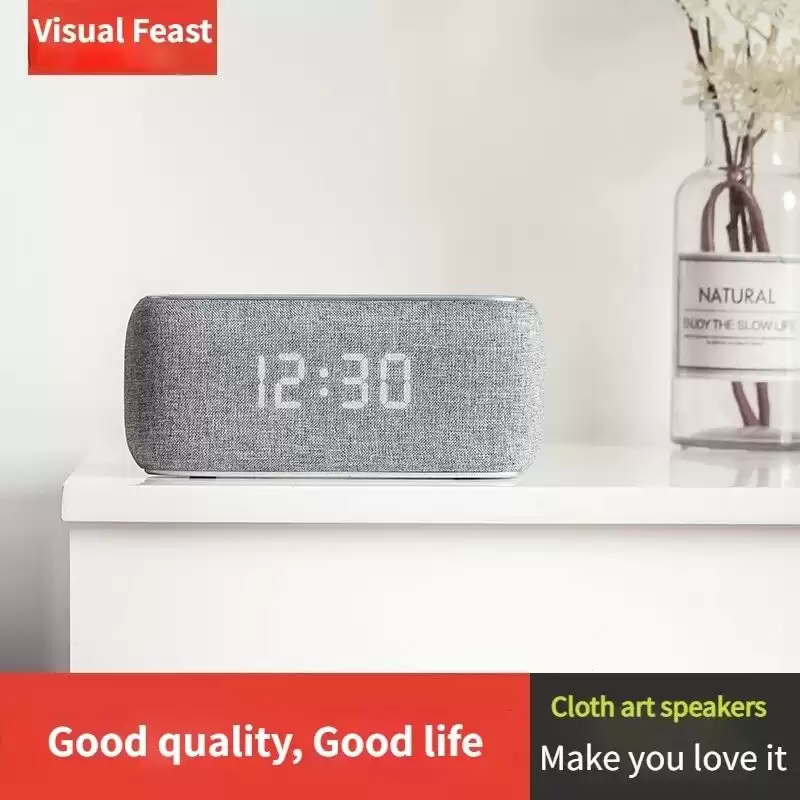 Visual Feast
12:30
NATURAL
ENJOY THE SLOW LIFE
Good quality, Good life
Cloth art speakers
Make you love it